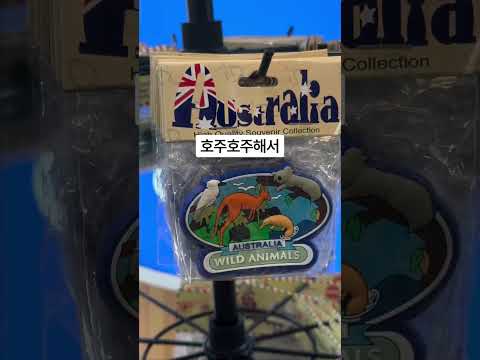 Australia
High Quality Souvenir Collection
호주호주해서
AUSTRALIA
WILD ANIMALS
Collection